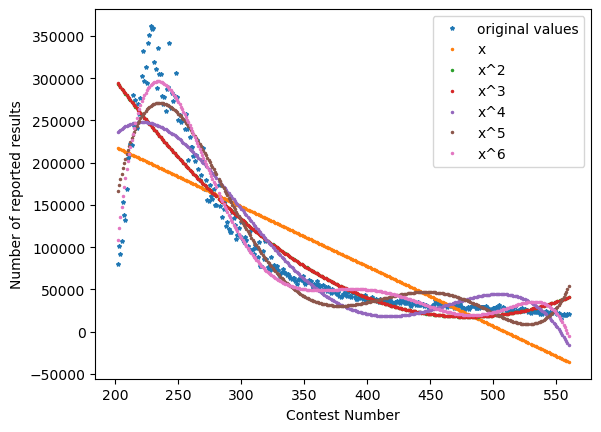 350000
300000
250000
200000
150000
100000
50000
0
−50000
Number of reported results
200
250
300
350
400
450
500
550
Contest Number
original values
x
x^2
x^3
x^4
x^5
x^6